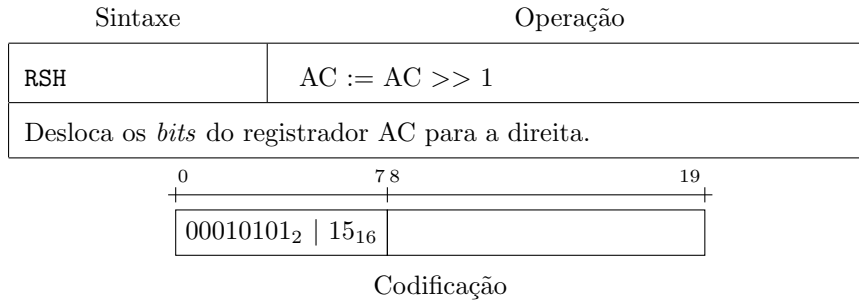 Sintaxe Operação
RSH AC := AC >> 1
Desloca os bits do registrador AC para a direita.
0 7 8 19
00010101₂ | 15₁₆
Codificação